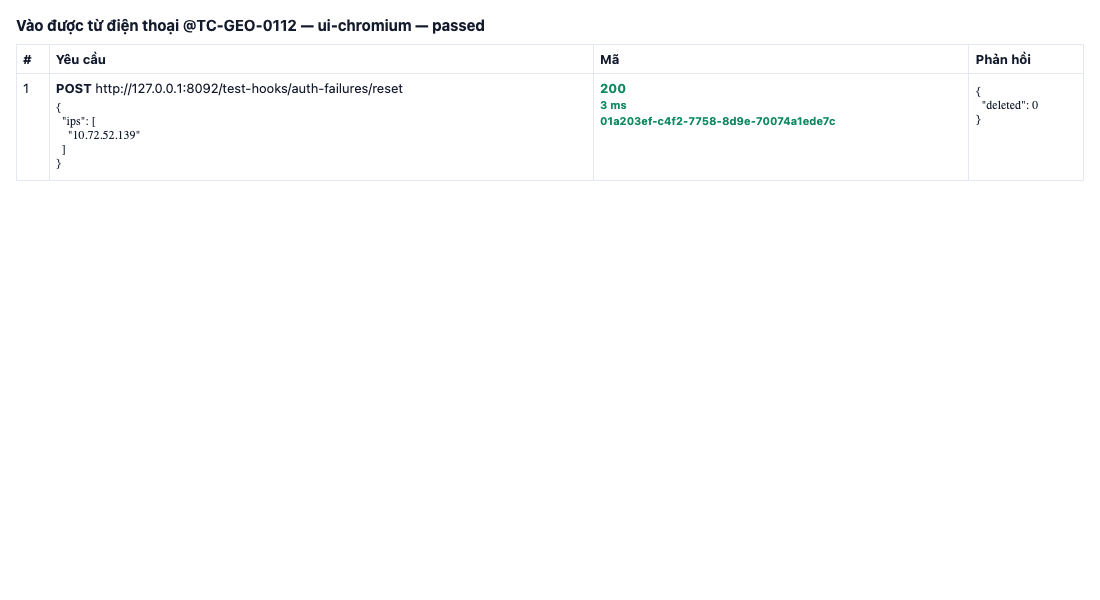 Vào được từ điện thoại @TC-GEO-0112 — ui-chromium — passed
# Yêu cầu Mã Phản hồi
1 POST http://127.0.0.1:8092/test-hooks/auth-failures/reset
{
"ips": [
"10.72.52.139"
]
}
200
3 ms
01a203ef-c4f2-7758-8d9e-70074a1ede7c
{
"deleted": 0
}